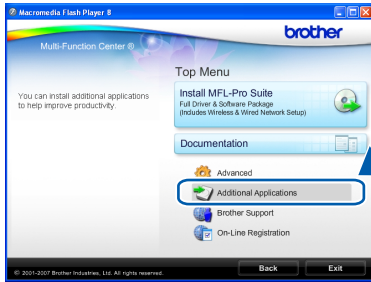 Macromedia Flash Player 8
brother
Multi-Function Center ®
Top Menu
You can install additional applications
to help improve productivity.
Install MFL-Pro Suite
Full Driver & Software Package
(Includes Wireless & Wired Network Setup)
Documentation
Advanced
Additional Applications
Brother Support
On-Line Registration
© 2001-2007 Brother Industries, Ltd. All rights reserved.
Back
Exit